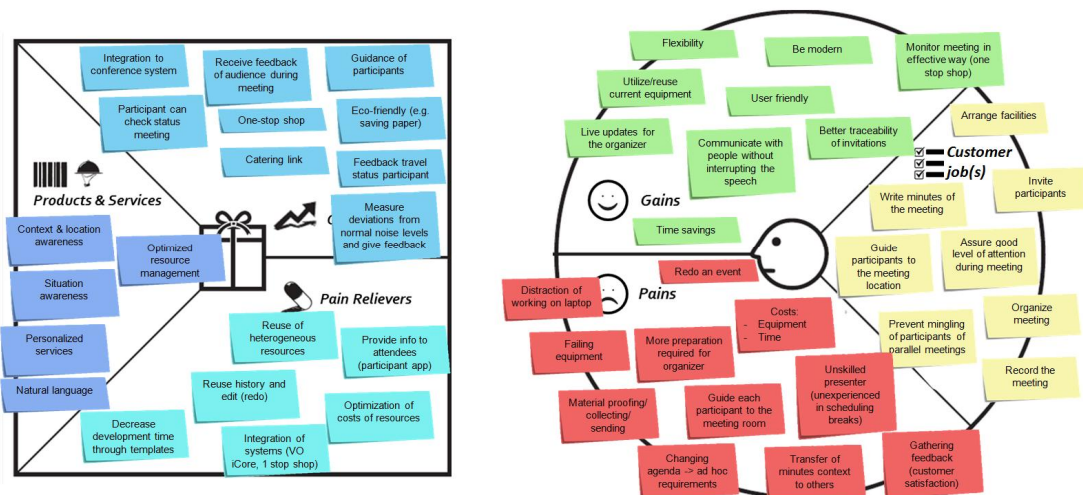 Integration to
conference system
Receive feedback
of audience during
meeting
Guidance of
participants
Participant can
check status
meeting
One-stop shop
Eco-friendly (e.g.
saving paper)
Catering link
Feedback travel
status participant
Products & Services
Measure
deviations from
normal noise levels
and give feedback
Context & location
awareness
Optimized
resource
management
Situation
awareness
Personalized
services
Natural language
Pain Relievers
Reuse of
heterogeneous
resources
Provide info to
attendees
(participant app)
Reuse history and
edit (redo)
Optimization of
costs of resources
Decrease
development time
through templates
Integration of
systems (VO
iCore, 1 stop shop)
Flexibility
Be modern
Monitor meeting in
effective way (one
stop shop)
Utilize/reuse
current equipment
User friendly
Live updates for
the organizer
Communicate with
people without
interrupting the
speech
Better traceability
of invitations
Gains
Time savings
Arrange facilities
Customer
job(s)
Invite
participants
Write minutes of
the meeting
Guide
participants to
the meeting
location
Assure good
level of attention
during meeting
Organize
meeting
Prevent mingling
of participants of
parallel meetings
Record the
meeting
Redo an event
Pains
Distraction of
working on laptop
Costs:
- Equipment
- Time
Failing
equipment
More preparation
required for
organizer
Unskilled
presenter
(unexperienced
in scheduling
breaks)
Material proofing/
collecting/
sending
Guide each
participant to the
meeting room
Changing
agenda -> ad hoc
requirements
Transfer of
minutes context
to others
Gathering
feedback
(customer
satisfaction)